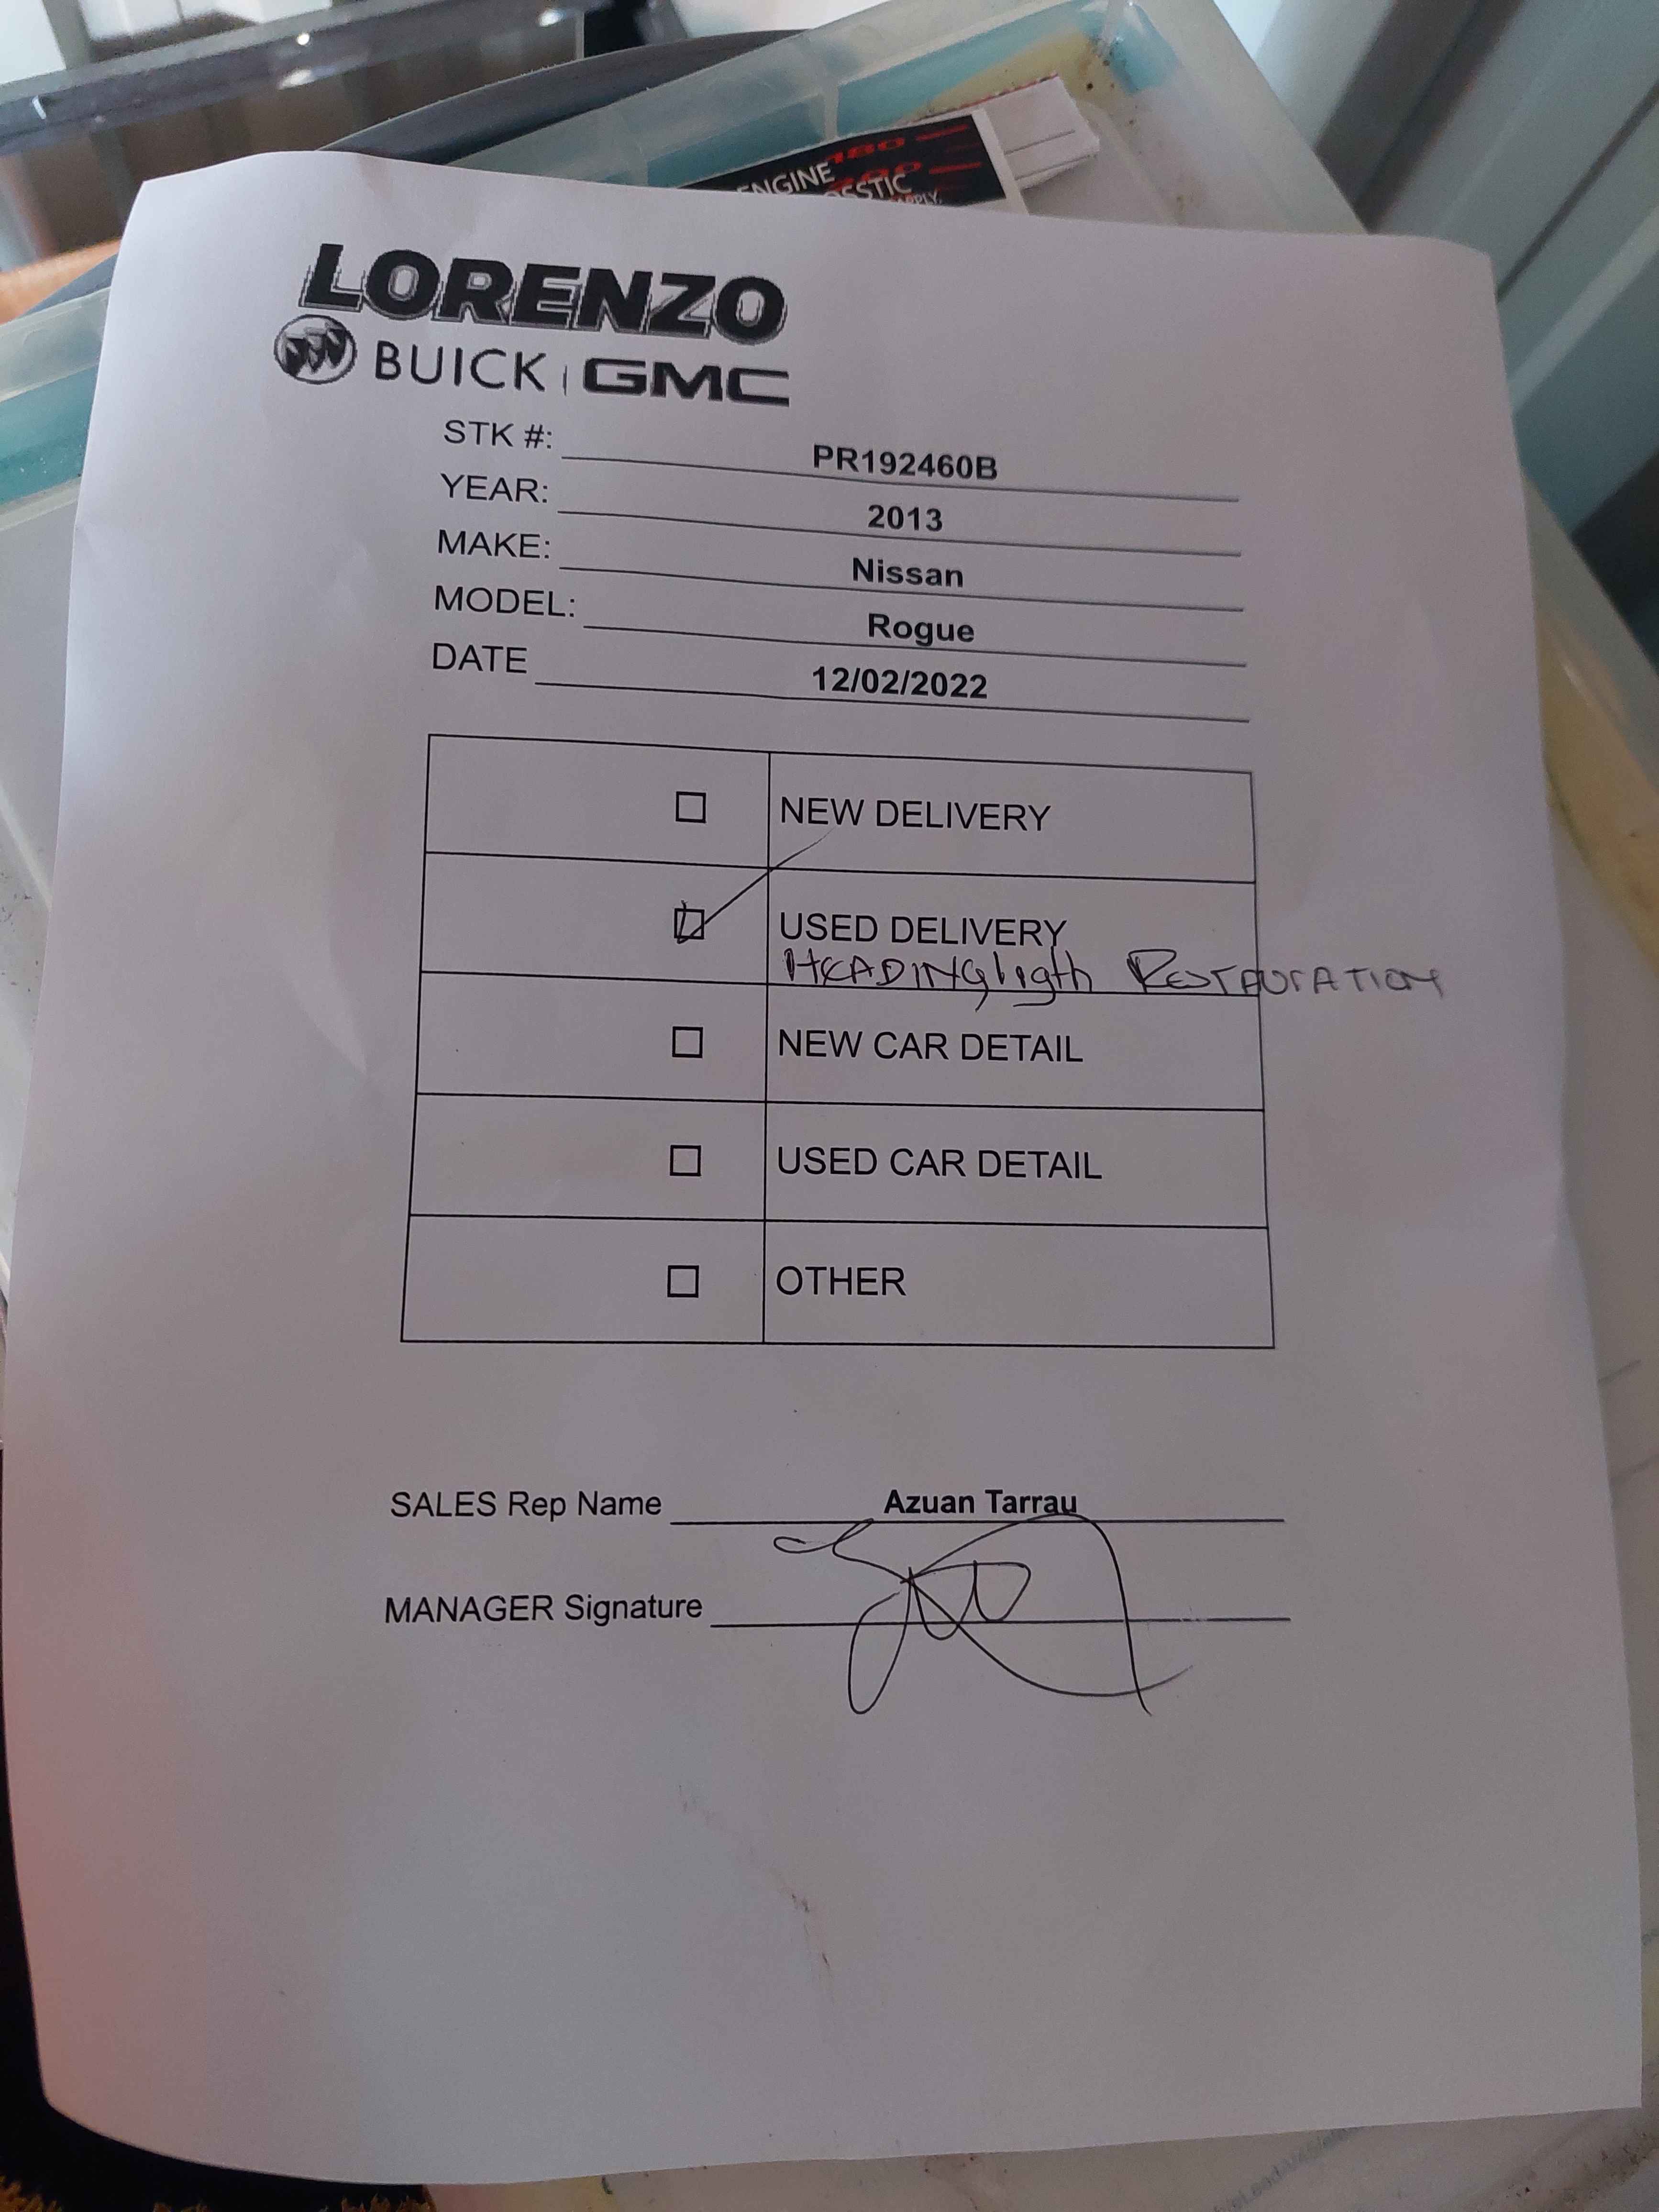 180
ENGINE
LORENZO
BUICK | GMC
STK #: PR192460B
YEAR: 2013
MAKE: Nissan
MODEL: Rogue
DATE 12/02/2022
NEW DELIVERY
USED DELIVERY
HEADINGligth RESTAURATION
NEW CAR DETAIL
USED CAR DETAIL
OTHER
SALES Rep Name Azuan Tarrau
MANAGER Signature